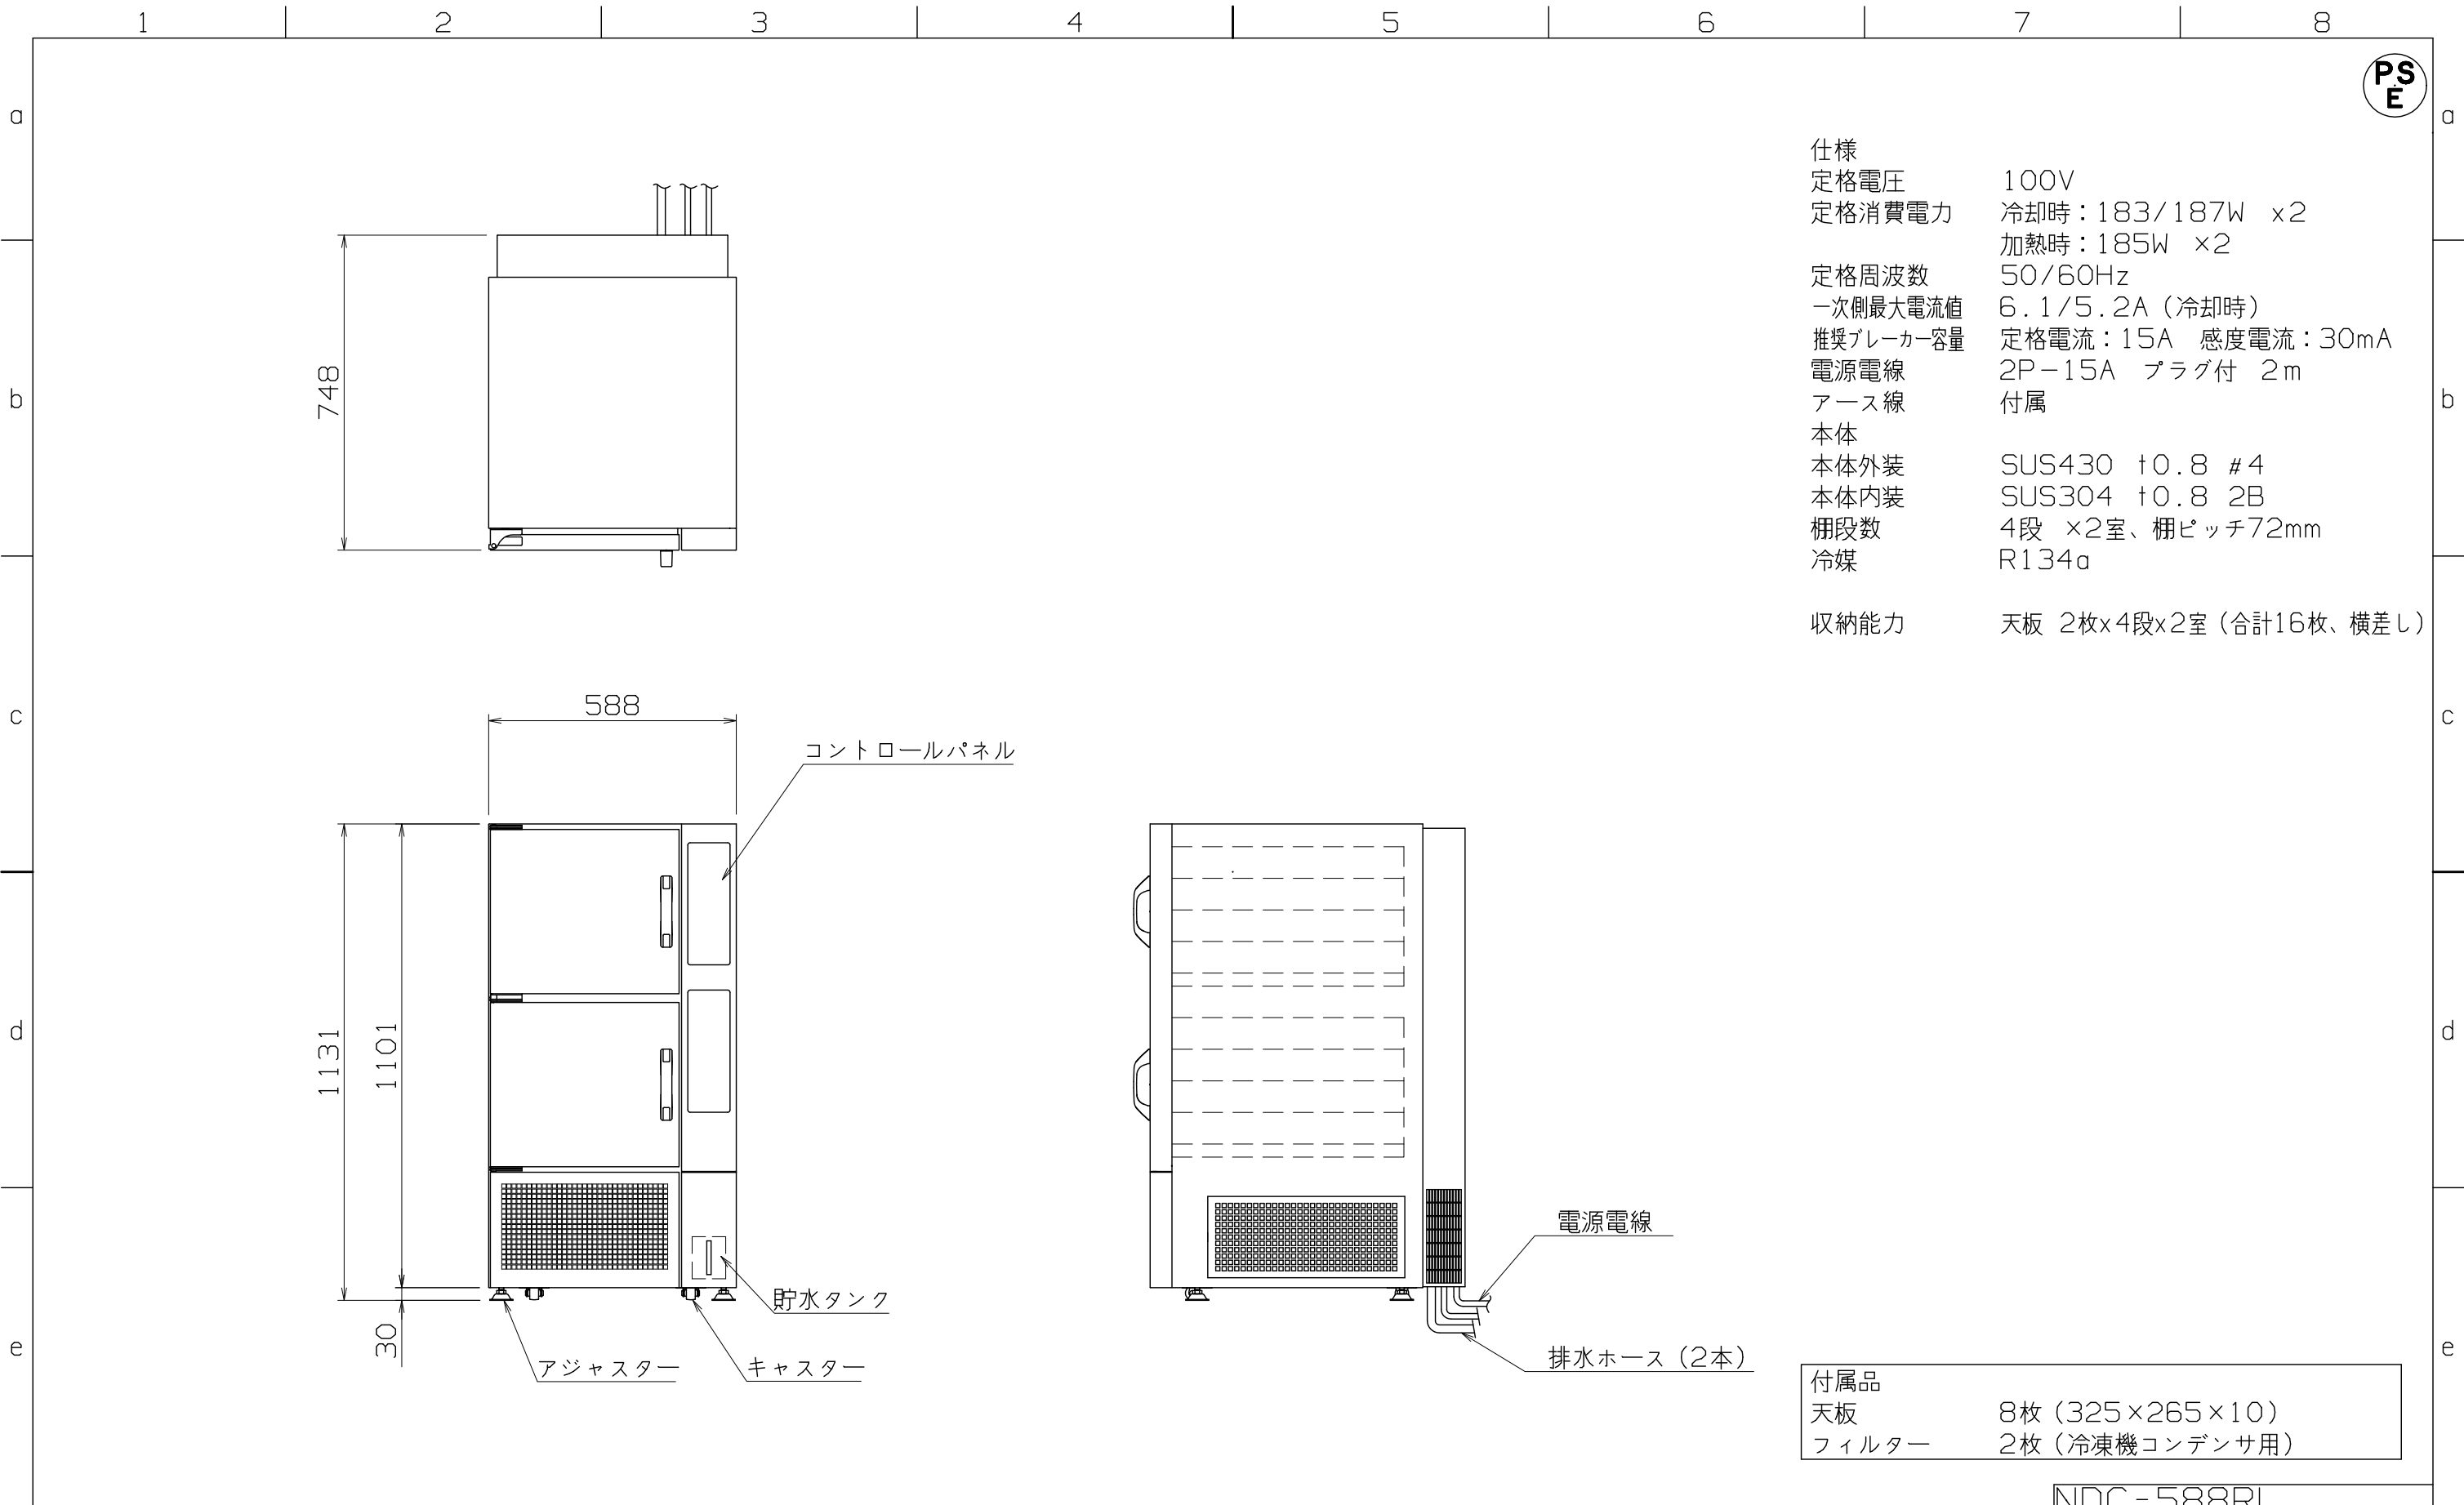 1 2 3 4 5 6 7 8
PS
E
a a
仕様
定格電圧 100V
定格消費電力 冷却時：183/187W x2
加熱時：185W ×2
定格周波数 50/60Hz
一次側最大電流値 6.1/5.2A（冷却時）
推奨ブレーカー容量 定格電流：15A 感度電流：30mA
電源電線 2P−15A プラグ付 2m
アース線 付属
本体
本体外装 SUS430 t0.8 #4
本体内装 SUS304 t0.8 2B
棚段数 4段 ×2室、棚ピッチ72mm
冷媒 R134a
収納能力 天板 2枚x4段x2室（合計16枚、横差し）
748
b b
c c
588
コントロールパネル
1131
1101
30
d d
電源電線
貯水タンク
アジャスター
キャスター
排水ホース（2本）
e e
付属品
天板 8枚（325×265×10）
フィルター 2枚（冷凍機コンデンサ用）